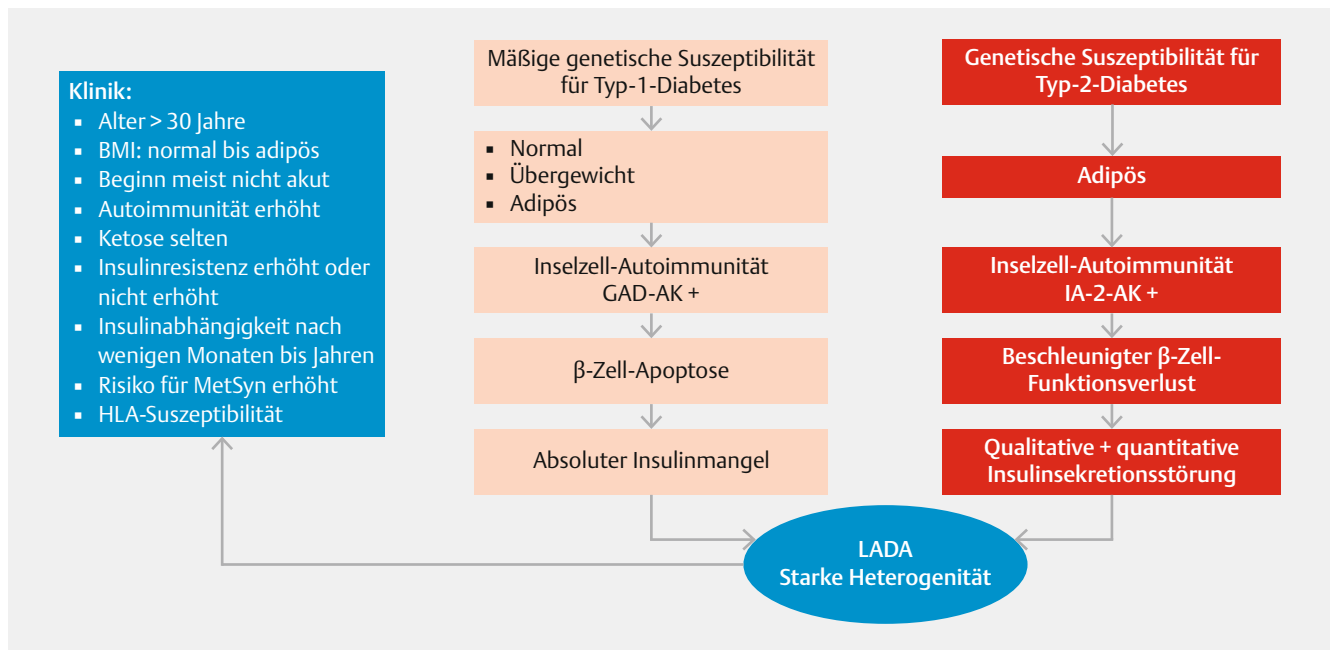 Klinik:
▪ Alter > 30 Jahre
▪ BMI: normal bis adipös
▪ Beginn meist nicht akut
▪ Autoimmunität erhöht
▪ Ketose selten
▪ Insulinresistenz erhöht oder
nicht erhöht
▪ Insulinabhängigkeit nach
wenigen Monaten bis Jahren
▪ Risiko für MetSyn erhöht
▪ HLA-Suszeptibilität
Mäßige genetische Suszeptibilität
für Typ-1-Diabetes
▪ Normal
▪ Übergewicht
▪ Adipös
Inselzell-Autoimmunität
GAD-AK +
β-Zell-Apoptose
Absoluter Insulinmangel
Genetische Suszeptibilität für
Typ-2-Diabetes
Adipös
Inselzell-Autoimmunität
IA-2-AK +
Beschleunigter β-Zell-
Funktionsverlust
Qualitative + quantitative
Insulinsekretionsstörung
LADA
Starke Heterogenität